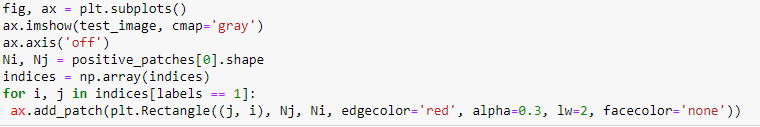 fig, ax = plt.subplots()
ax.imshow(test_image, cmap='gray')
ax.axis('off')
Ni, Nj = positive_patches[0].shape
indices = np.array(indices)
for i, j in indices[labels == 1]:
 ax.add_patch(plt.Rectangle((j, i), Nj, Ni, edgecolor='red', alpha=0.3, lw=2, facecolor='none'))